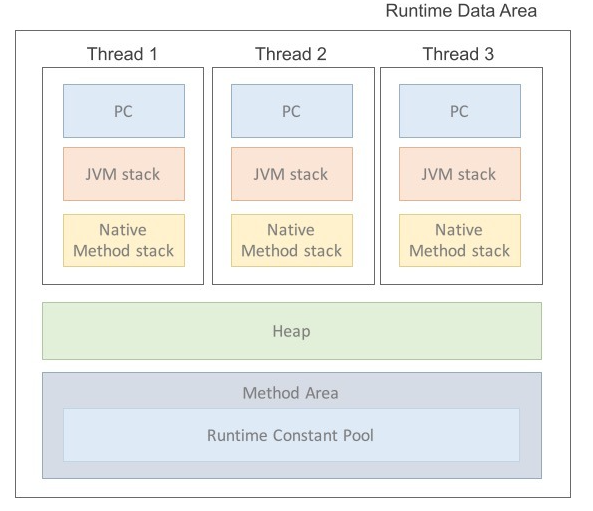 Runtime Data Area
Thread 1
Thread 2
Thread 3
PC
PC
PC
JVM stack
JVM stack
JVM stack
Native
Method stack
Native
Method stack
Native
Method stack
Heap
Method Area
Runtime Constant Pool